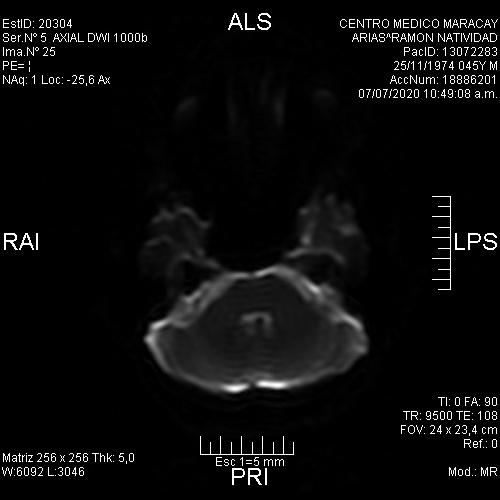 EstID: 20304
Ser.Nº 5 AXIAL DWI 1000b
Ima.Nº 25
PE= ¦
NAq: 1 Loc: -25,6 Ax
ALS
CENTRO MEDICO MARACAY
ARIAS^RAMON NATIVIDAD
PacID: 13072283
25/11/1974 045Y M
AccNum: 18886201
07/07/2020 10:49:08 a.m.
RAI
LPS
TI: 0 FA: 90
TR: 9500 TE: 108
FOV: 24 x 23,4 cm
Ref.: 0
Matriz 256 x 256 Thk: 5,0
W:6092 L:3046
Esc 1=5 mm
PRI
Mod.: MR